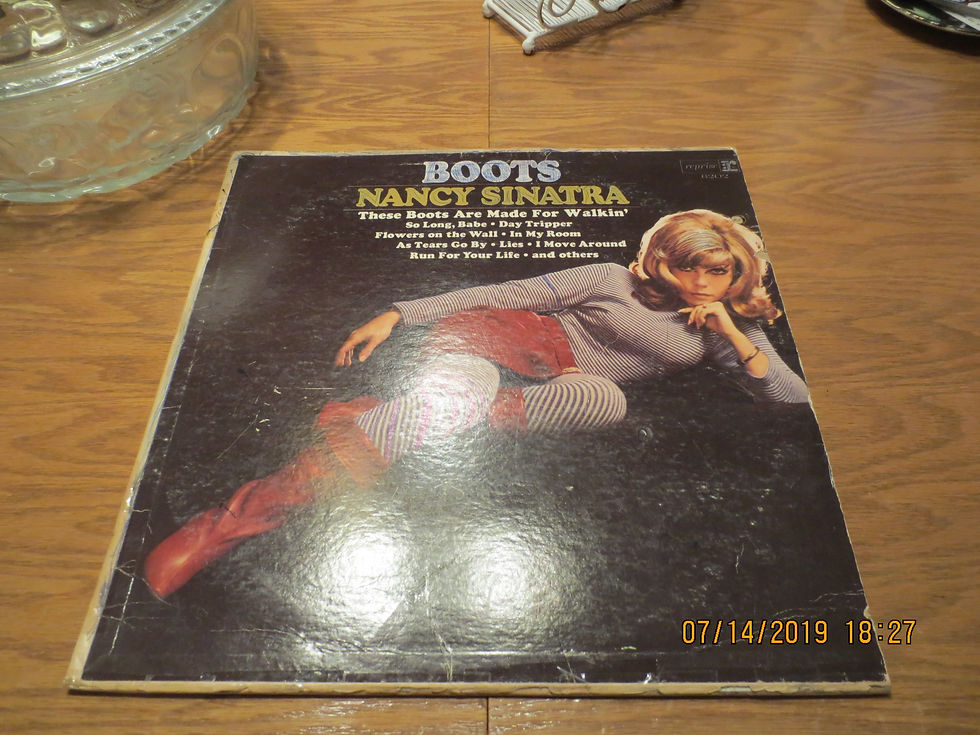 BOOTS
reprise
6202
NANCY SINATRA
These Boots Are Made For Walkin'
So Long, Babe • Day Tripper
Flowers on the Wall • In My Room
As Tears Go By • Lies • I Move Around
Run For Your Life • and others
07/14/2019 18:27